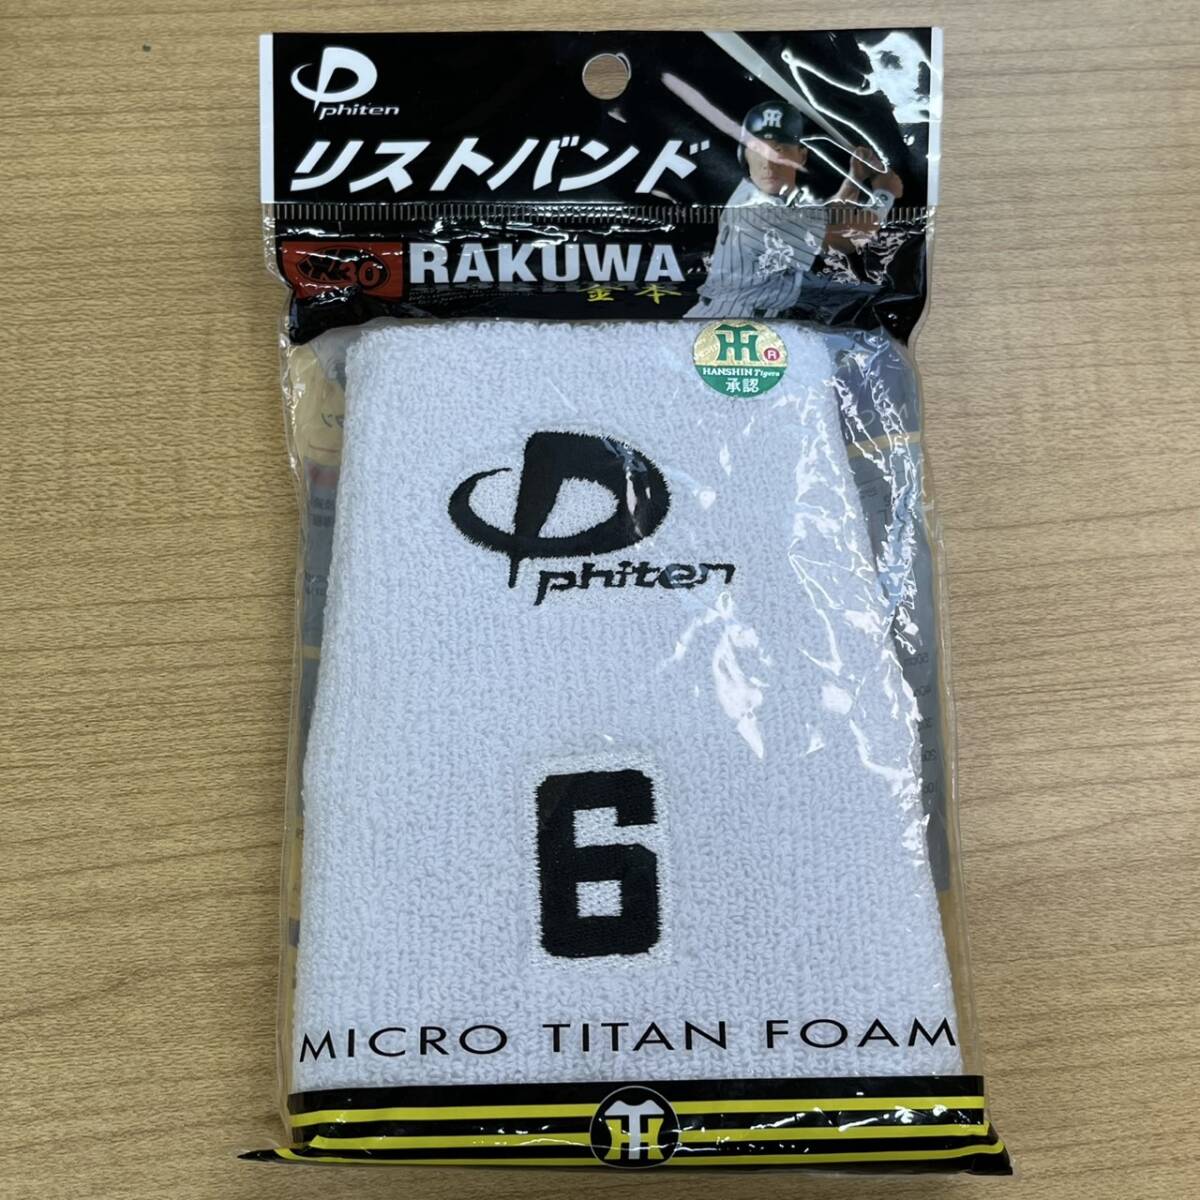 phiten
リストバンド
X30
RAKUWA
金本
HANSHIN Tigers
承認
phiten
6
MICRO TITAN FOAM